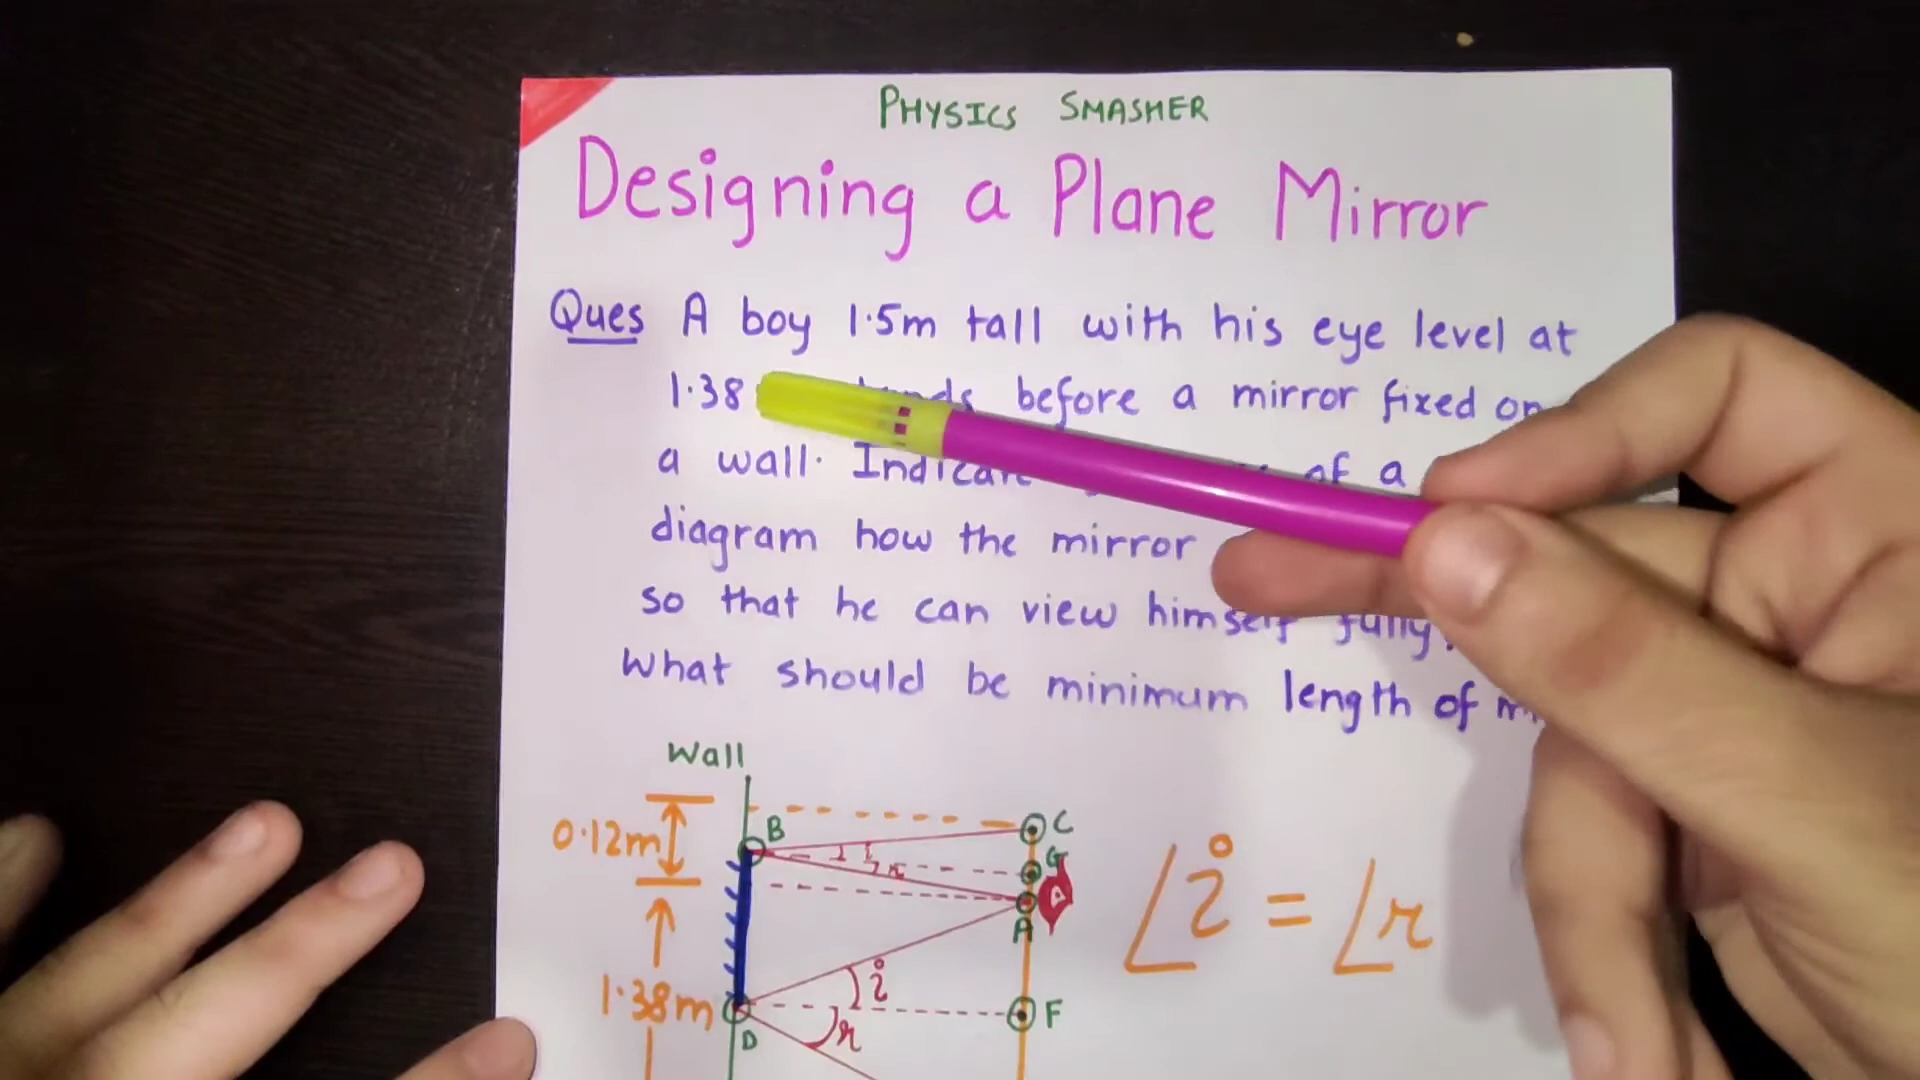 PHYSICS SMASHER
Designing a Plane Mirror
Ques A boy 1.5m tall with his eye level at
1.38 before a mirror fixed on
a wall. of a
diagram how the mirror
so that he can view himself fully.
What should be minimum length of
Wall
0.12m
B
C
i
G
r
A
∠i = ∠r
i
1.38m
F
D
r